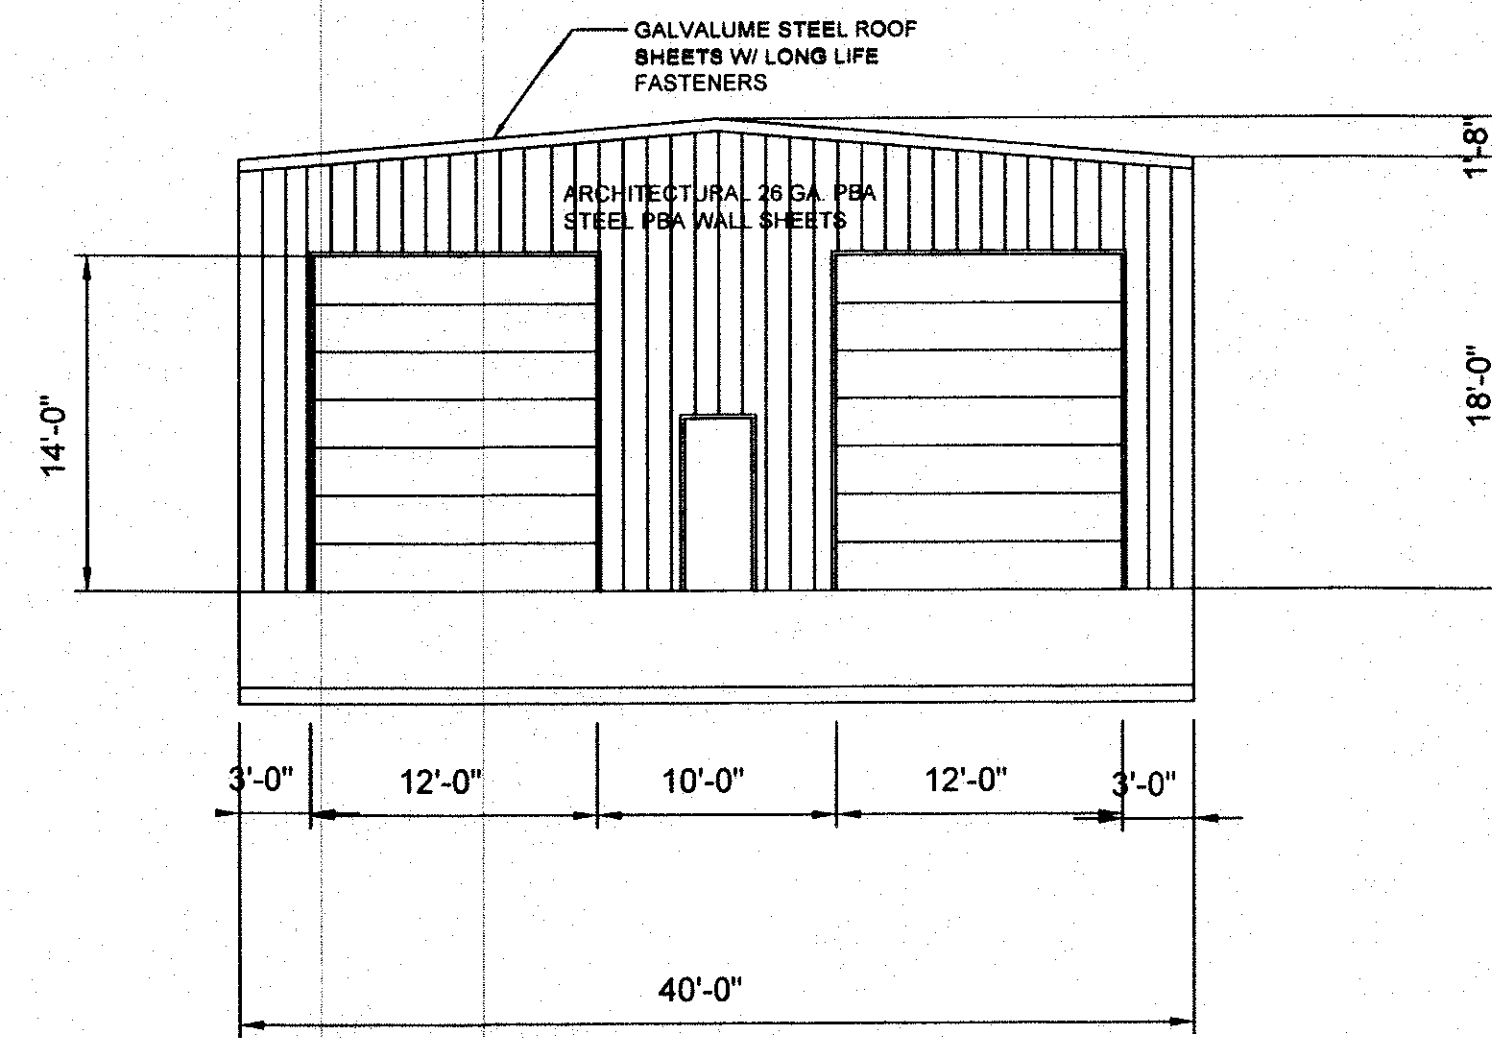 GALVALUME STEEL ROOF
SHEETS W/ LONG LIFE
FASTENERS
1'-8"
ARCHITECTURAL 26 GA. PBA
STEEL PBA WALL SHEETS
14'-0"
18'-0"
3'-0"
12'-0"
10'-0"
12'-0"
3'-0"
40'-0"